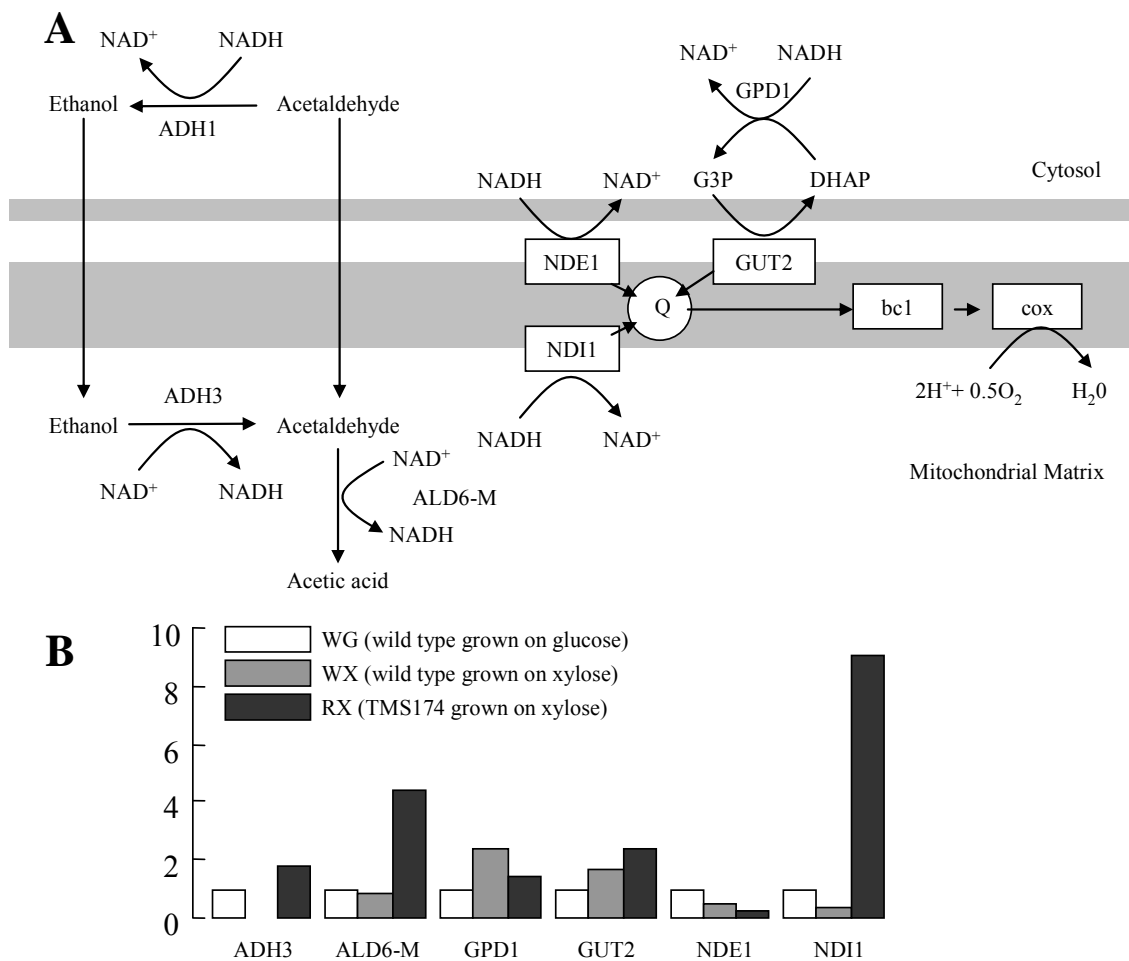 A
NAD+ NADH
NAD+ NADH
GPD1
Ethanol Acetaldehyde
ADH1
Cytosol
NADH NAD+ G3P DHAP
NDE1 GUT2
Q bc1 cox
NDI1
ADH3
2H++ 0.5O2 H20
Ethanol Acetaldehyde
NADH NAD+
NAD+
NAD+ NADH
ALD6-M
Mitochondrial Matrix
NADH
Acetic acid
B
10
8
6
4
2
0
WG (wild type grown on glucose)
WX (wild type grown on xylose)
RX (TMS174 grown on xylose)
ADH3 ALD6-M GPD1 GUT2 NDE1 NDI1